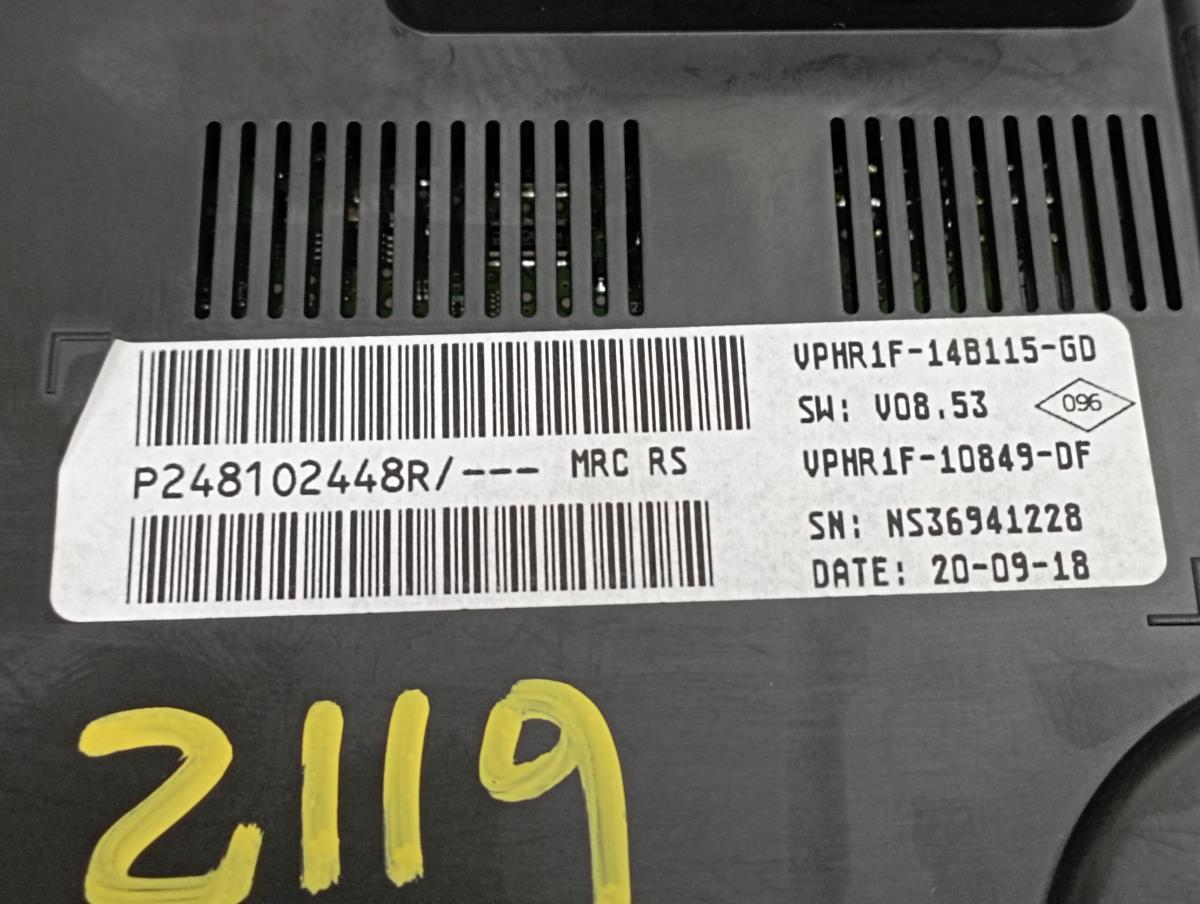 VPHR1F-14B115-GD
SW: V08.53
096
P248102448R/--- MRC RS
VPHR1F-10849-DF
SN: NS36941228
DATE: 20-09-18
2119